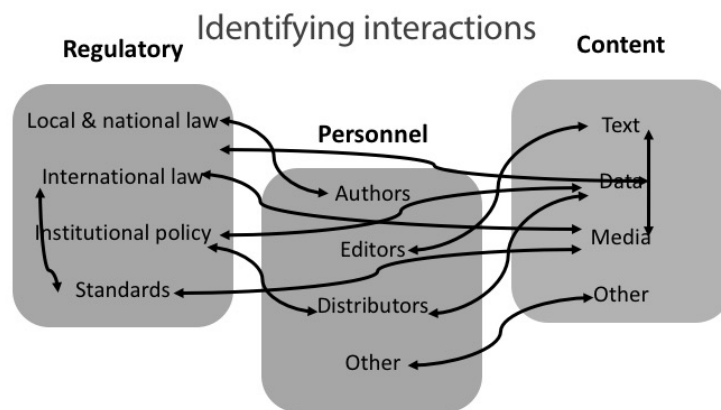 Identifying interactions
Regulatory
Local & national law
International law
Institutional policy
Standards
Personnel
Authors
Editors
Distributors
Other
Content
Text
Data
Media
Other